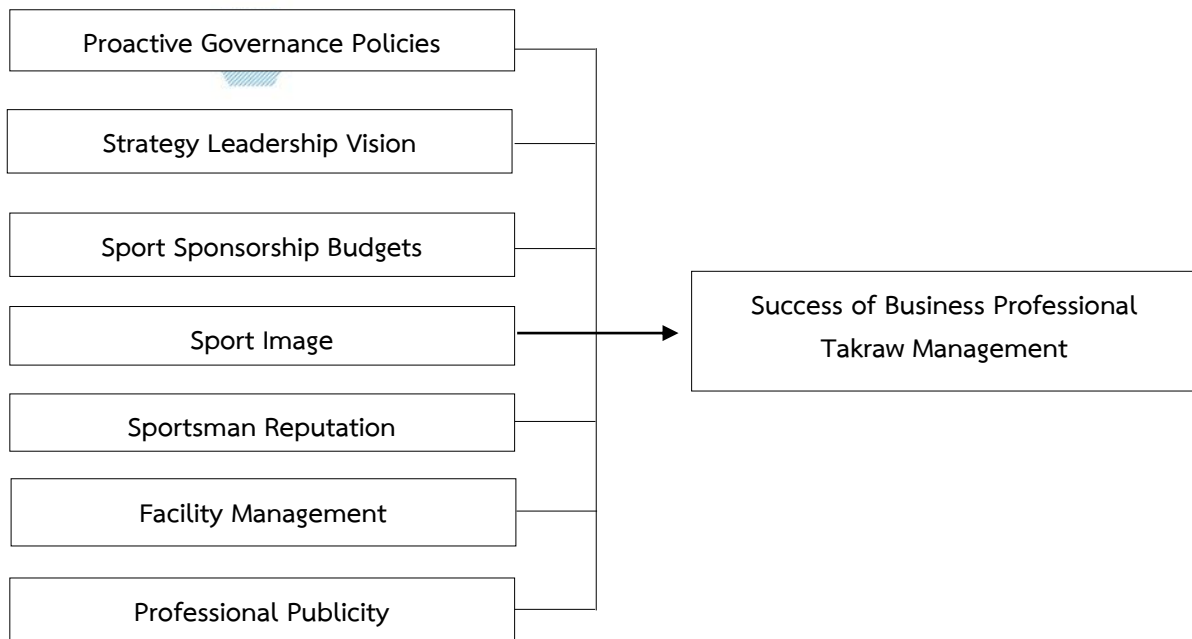 Proactive Governance Policies
Strategy Leadership Vision
Sport Sponsorship Budgets
Sport Image
Sportsman Reputation
Facility Management
Professional Publicity
Success of Business Professional
Takraw Management